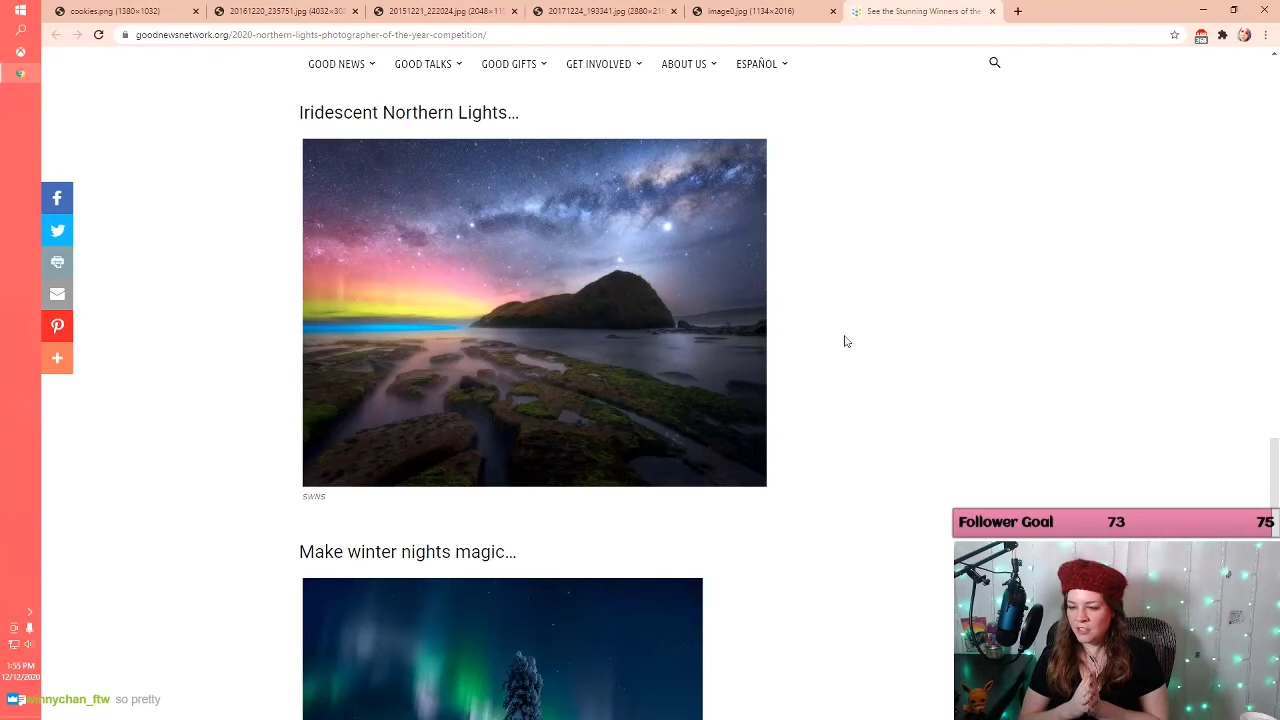 cookies.png (1380×1032)
20161220_235751.jpg (4032×30
20151221_222024.jpg (2048×11
20171224_193341.jpg (2880×21
image0.jpg (1134×2016)
See the Stunning Winners of the
goodnewsnetwork.org/2020-northern-lights-photographer-of-the-year-competition/
GOOD NEWS
GOOD TALKS
GOOD GIFTS
GET INVOLVED
ABOUT US
ESPAÑOL
Iridescent Northern Lights...
SWNS
Follower Goal 73 75
Make winter nights magic...
1:55 PM
12/12/2020
winnychan_ftw so pretty